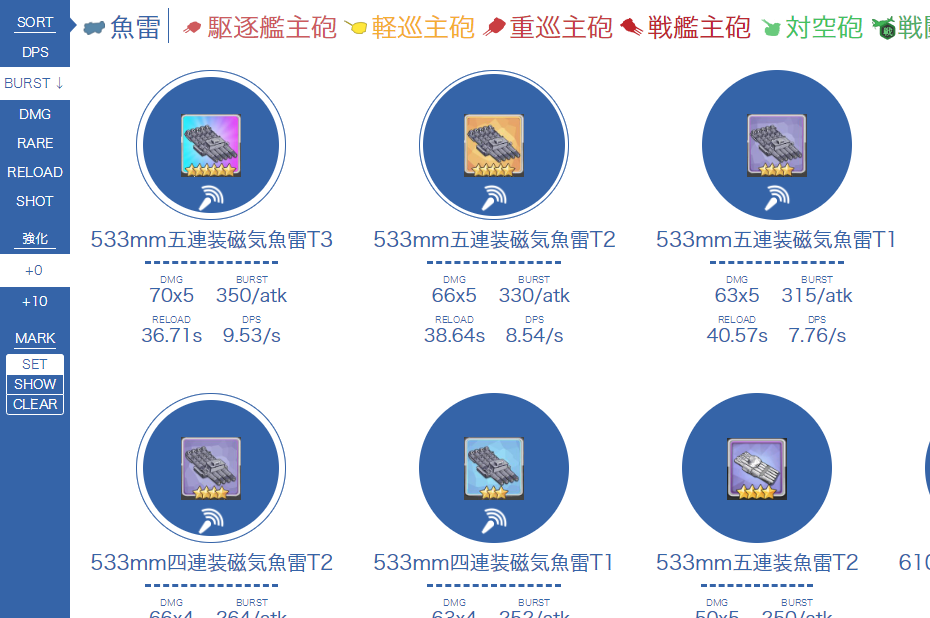 SORT
DPS
BURST ↓
DMG
RARE
RELOAD
SHOT
強化
+0
+10
MARK
SET
SHOW
CLEAR
魚雷 駆逐艦主砲 軽巡主砲 重巡主砲 戦艦主砲 対空砲 戦
533mm五連装磁気魚雷T3
DMG BURST
70x5 350/atk
RELOAD DPS
36.71s 9.53/s
533mm五連装磁気魚雷T2
DMG BURST
66x5 330/atk
RELOAD DPS
38.64s 8.54/s
533mm五連装磁気魚雷T1
DMG BURST
63x5 315/atk
RELOAD DPS
40.57s 7.76/s
533mm四連装磁気魚雷T2
DMG BURST
66x4 264/atk
533mm四連装磁気魚雷T1
DMG BURST
63x4 252/atk
533mm五連装魚雷T2
DMG BURST
50x5 250/atk
610